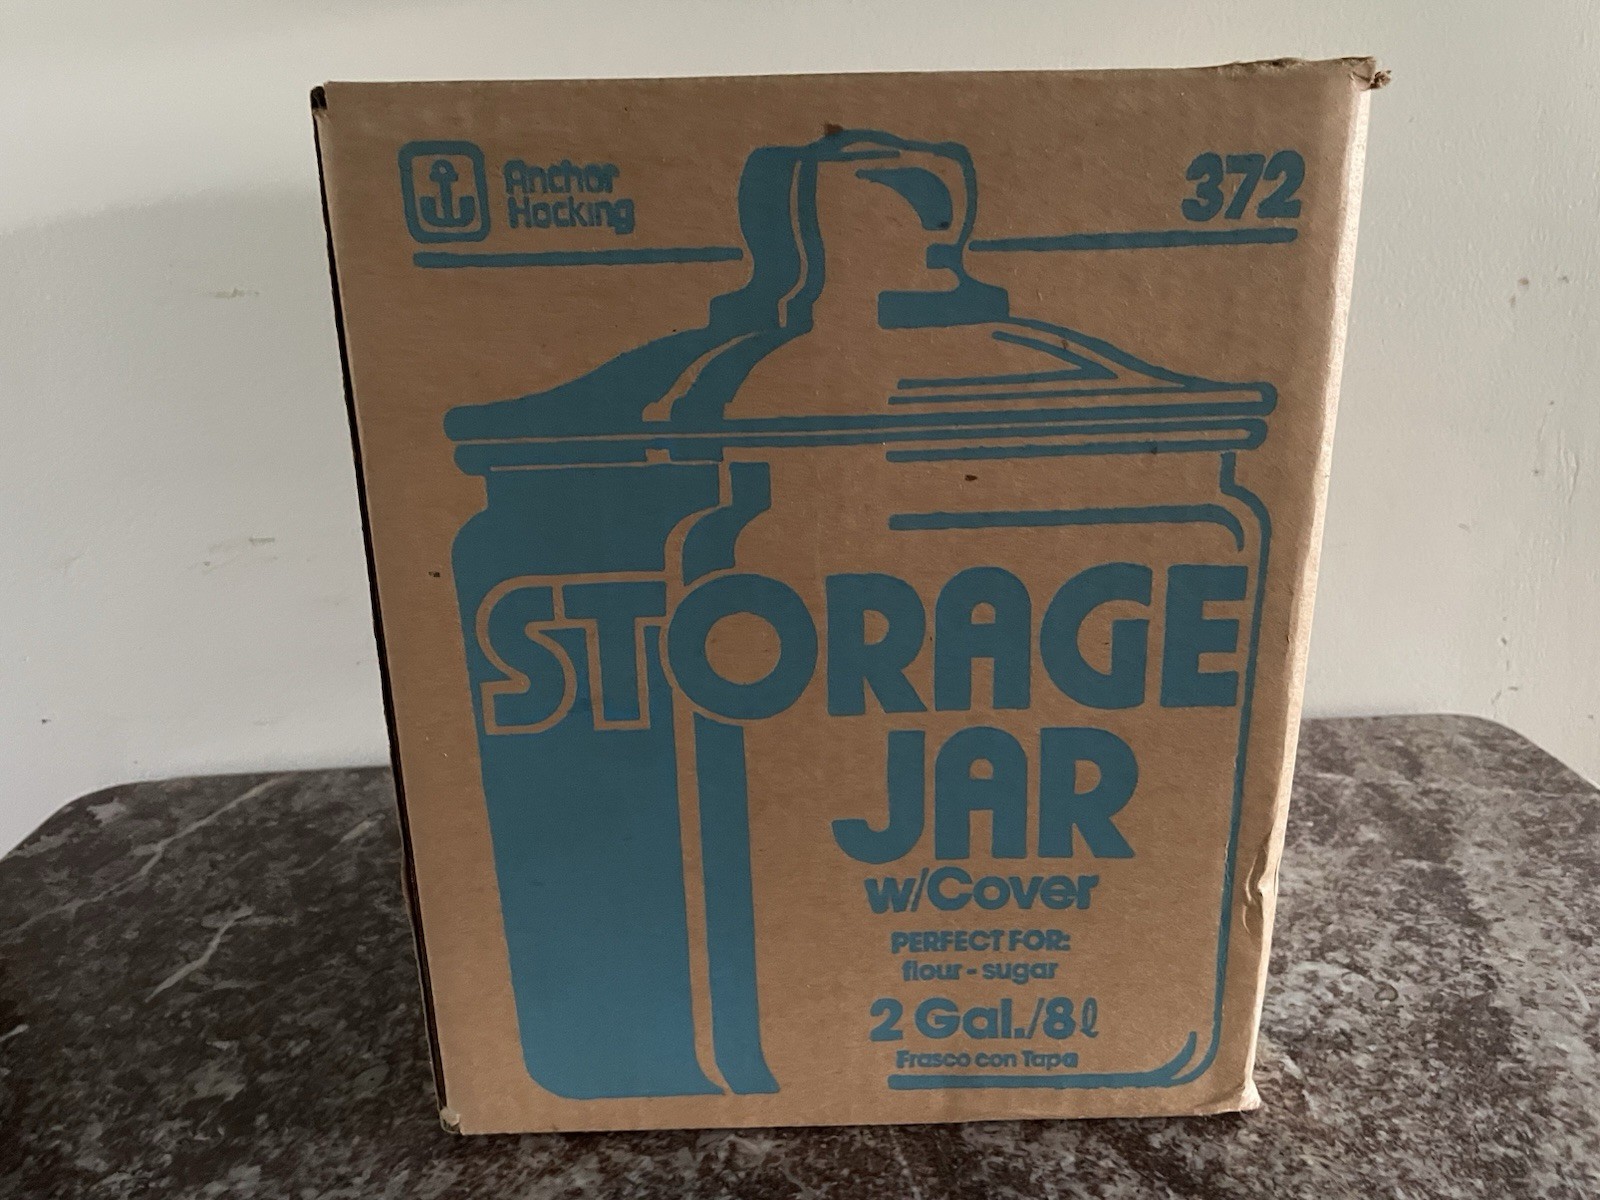 Anchor
Hocking
372
STORAGE
JAR
w/Cover
PERFECT FOR:
flour - sugar
2 Gal./8ℓ
Frasco con Tapa